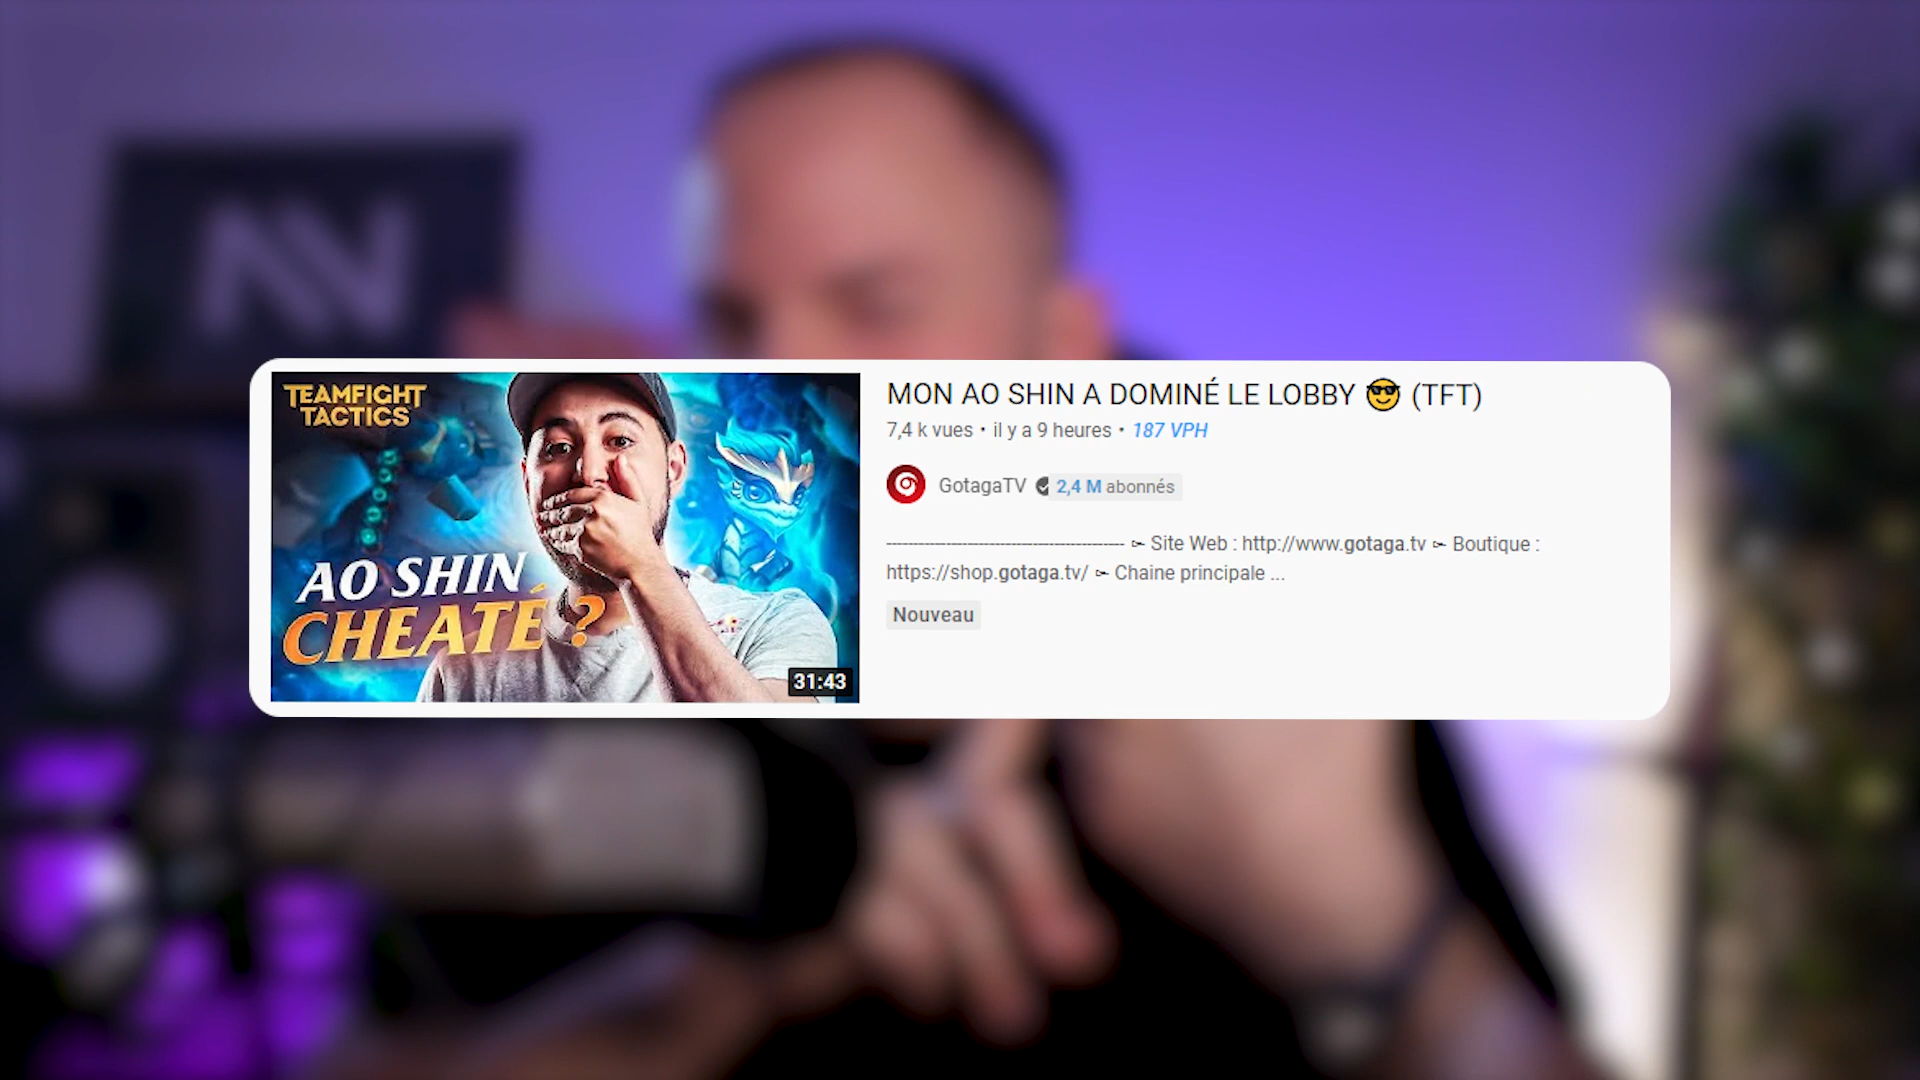 TEAMFIGHT
TACTICS
AO SHIN
CHEATÉ ?
31:43
MON AO SHIN A DOMINÉ LE LOBBY 😎 (TFT)
7,4 k vues • il y a 9 heures • 187 VPH
GotagaTV 2,4 M abonnés
---------------------------------------------------- ⌲ Site Web : http://www.gotaga.tv ⌲ Boutique :
https://shop.gotaga.tv/ ⌲ Chaine principale ...
Nouveau